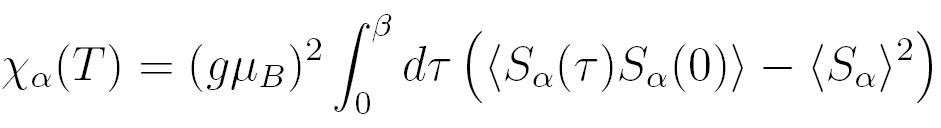 χ_α(T) = (gμ_B)^2 ∫_0^β dτ (⟨S_α(τ)S_α(0)⟩ − ⟨S_α⟩^2)